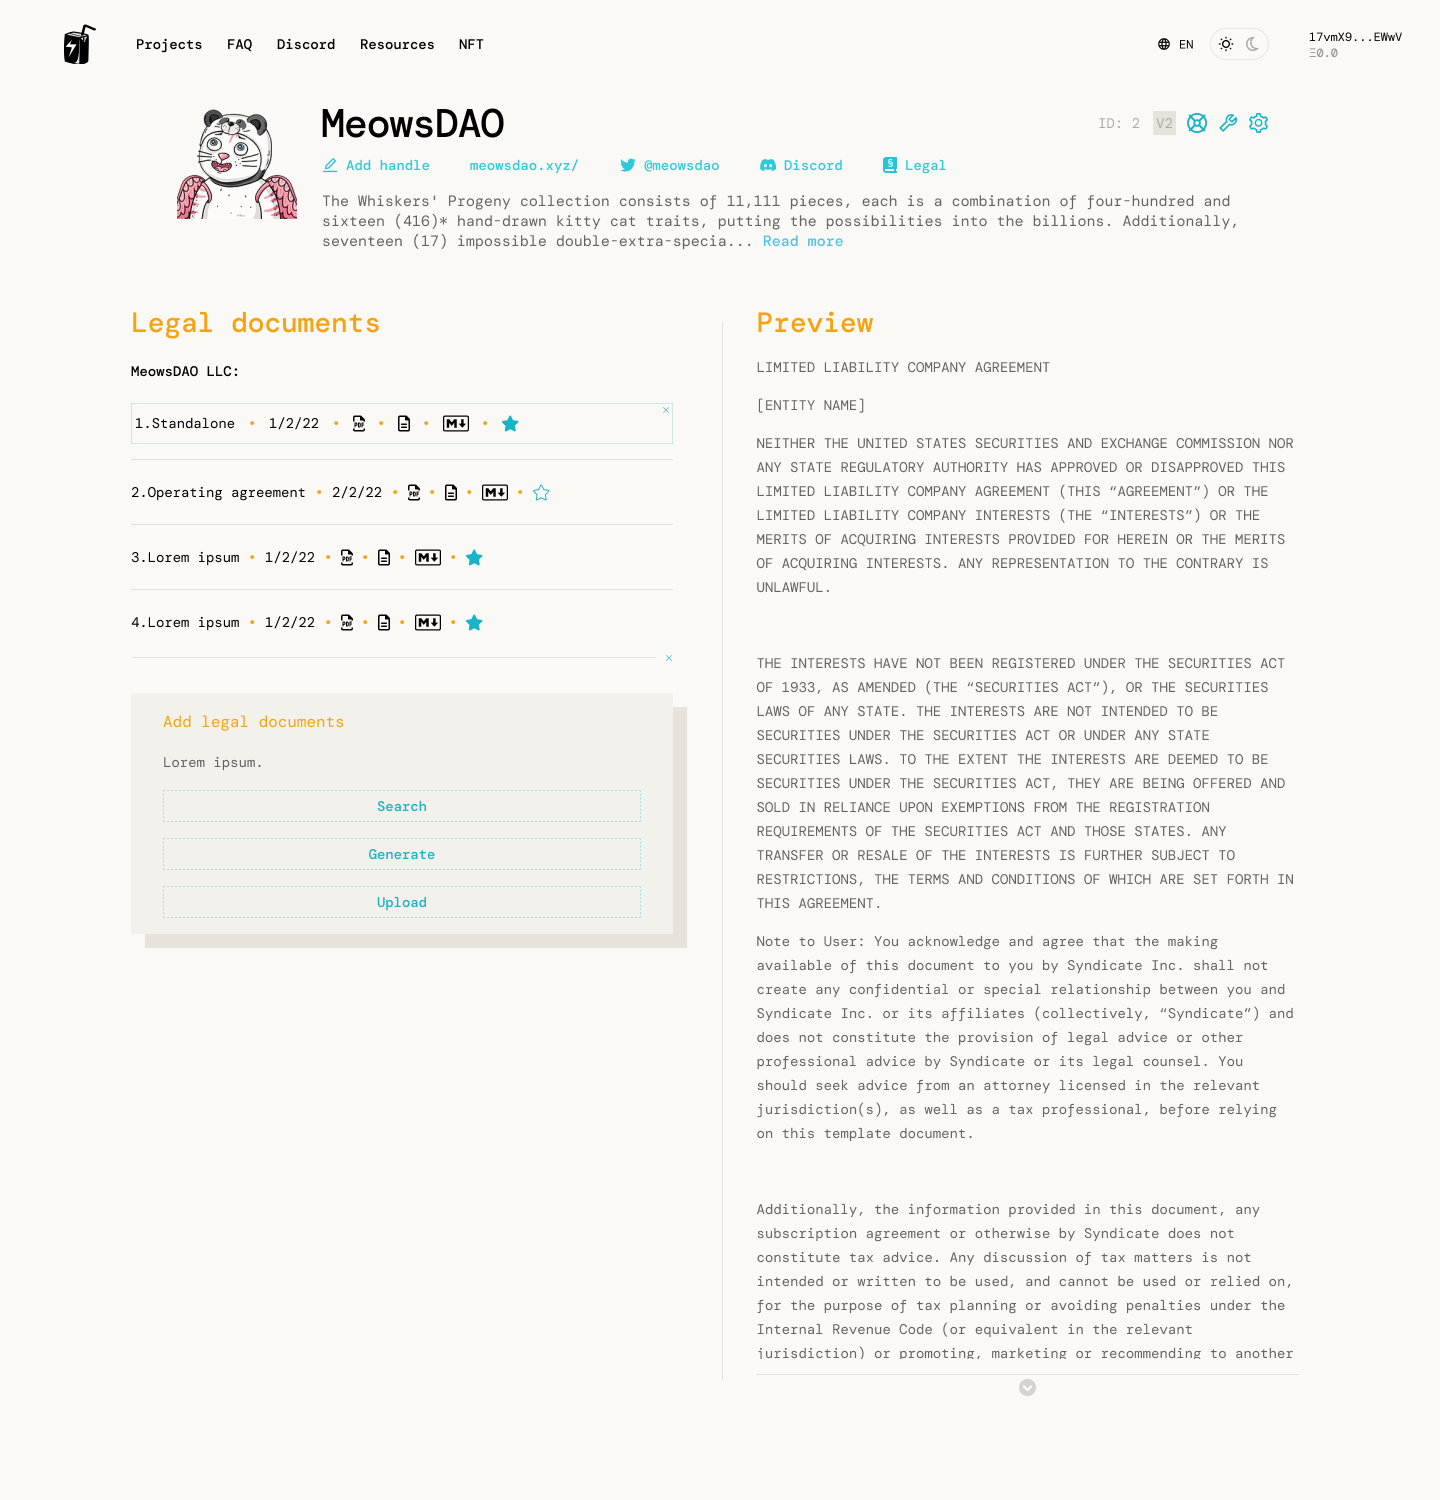 Projects FAQ Discord Resources NFT
EN
17vmX9...EWwV
Ξ0.0
MeowsDAO
ID: 2 V2
Add handle meowsdao.xyz/ @meowsdao Discord Legal
The Whiskers' Progeny collection consists of 11,111 pieces, each is a combination of four-hundred and
sixteen (416)* hand-drawn kitty cat traits, putting the possibilities into the billions. Additionally,
seventeen (17) impossible double-extra-specia... Read more
Legal documents
MeowsDAO LLC:
1.Standalone • 1/2/22 • PDF • • M • ×
2.Operating agreement • 2/2/22 • PDF • • M •
3.Lorem ipsum • 1/2/22 • PDF • • M •
4.Lorem ipsum • 1/2/22 • PDF • • M •
×
Add legal documents
Lorem ipsum.
Search
Generate
Upload
Preview
LIMITED LIABILITY COMPANY AGREEMENT
[ENTITY NAME]
NEITHER THE UNITED STATES SECURITIES AND EXCHANGE COMMISSION NOR
ANY STATE REGULATORY AUTHORITY HAS APPROVED OR DISAPPROVED THIS
LIMITED LIABILITY COMPANY AGREEMENT (THIS “AGREEMENT”) OR THE
LIMITED LIABILITY COMPANY INTERESTS (THE “INTERESTS”) OR THE
MERITS OF ACQUIRING INTERESTS PROVIDED FOR HEREIN OR THE MERITS
OF ACQUIRING INTERESTS. ANY REPRESENTATION TO THE CONTRARY IS
UNLAWFUL.
THE INTERESTS HAVE NOT BEEN REGISTERED UNDER THE SECURITIES ACT
OF 1933, AS AMENDED (THE “SECURITIES ACT”), OR THE SECURITIES
LAWS OF ANY STATE. THE INTERESTS ARE NOT INTENDED TO BE
SECURITIES UNDER THE SECURITIES ACT OR UNDER ANY STATE
SECURITIES LAWS. TO THE EXTENT THE INTERESTS ARE DEEMED TO BE
SECURITIES UNDER THE SECURITIES ACT, THEY ARE BEING OFFERED AND
SOLD IN RELIANCE UPON EXEMPTIONS FROM THE REGISTRATION
REQUIREMENTS OF THE SECURITIES ACT AND THOSE STATES. ANY
TRANSFER OR RESALE OF THE INTERESTS IS FURTHER SUBJECT TO
RESTRICTIONS, THE TERMS AND CONDITIONS OF WHICH ARE SET FORTH IN
THIS AGREEMENT.
Note to User: You acknowledge and agree that the making
available of this document to you by Syndicate Inc. shall not
create any confidential or special relationship between you and
Syndicate Inc. or its affiliates (collectively, “Syndicate”) and
does not constitute the provision of legal advice or other
professional advice by Syndicate or its legal counsel. You
should seek advice from an attorney licensed in the relevant
jurisdiction(s), as well as a tax professional, before relying
on this template document.
Additionally, the information provided in this document, any
subscription agreement or otherwise by Syndicate does not
constitute tax advice. Any discussion of tax matters is not
intended or written to be used, and cannot be used or relied on,
for the purpose of tax planning or avoiding penalties under the
Internal Revenue Code (or equivalent in the relevant
jurisdiction) or promoting, marketing or recommending to another